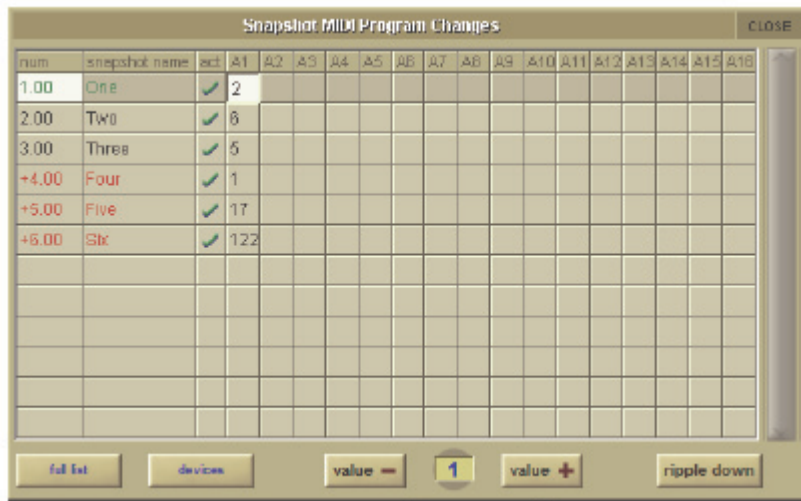 Snapshot MIDI Program Changes CLOSE
num snapshot name act A1 A2 A3 A4 A5 A6 A7 A8 A9 A10 A11 A12 A13 A14 A15 A16
1.00 One 2
2.00 Two 6
3.00 Three 5
+4.00 Four 1
+5.00 Five 17
+6.00 Six 122
full list devices value − 1 value + ripple down